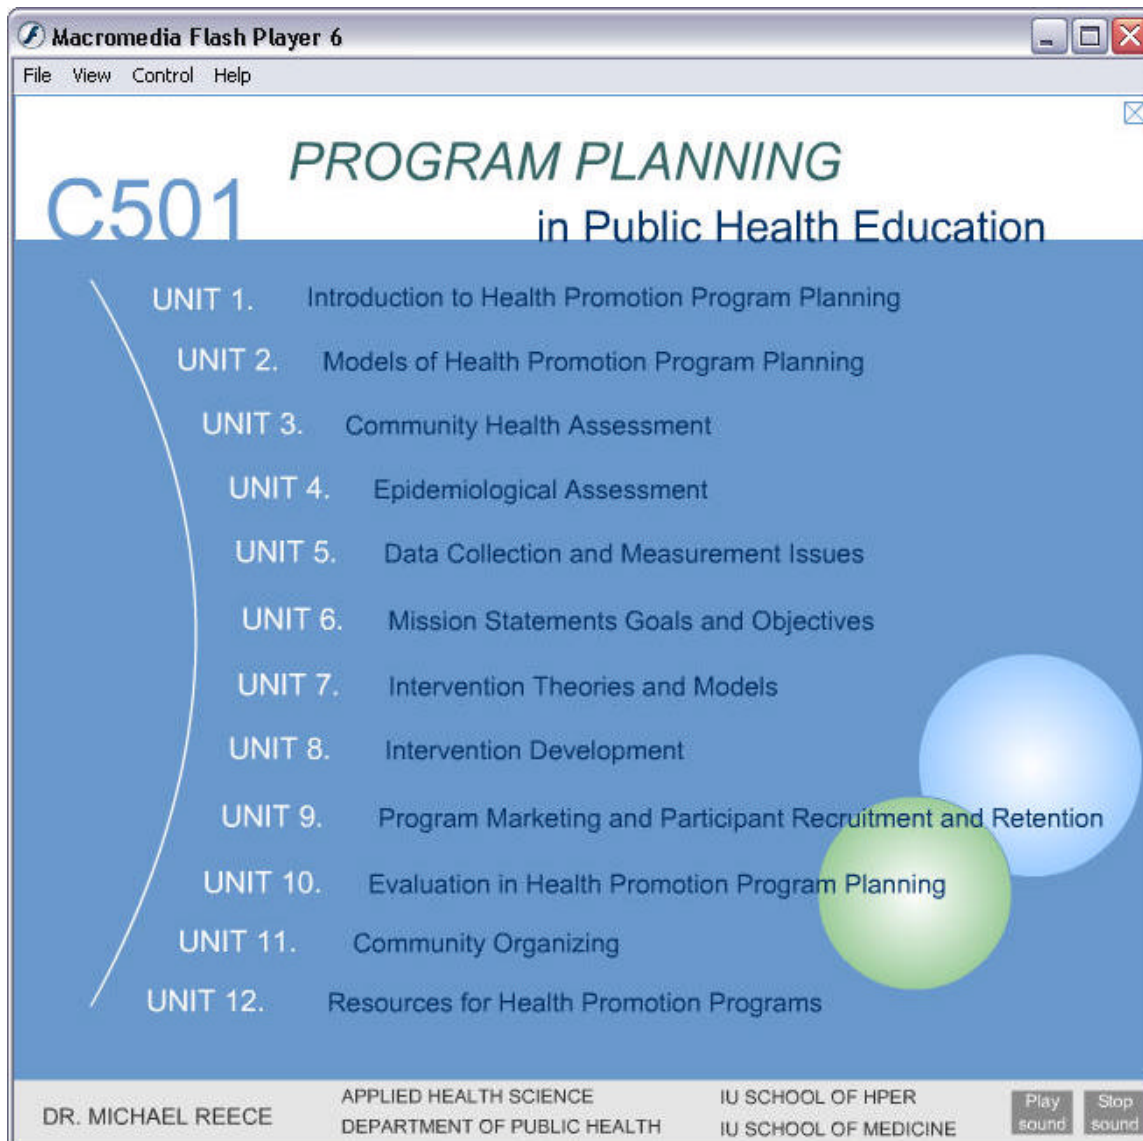 Macromedia Flash Player 6
File View Control Help
PROGRAM PLANNING
C501
in Public Health Education
UNIT 1. Introduction to Health Promotion Program Planning
UNIT 2. Models of Health Promotion Program Planning
UNIT 3. Community Health Assessment
UNIT 4. Epidemiological Assessment
UNIT 5. Data Collection and Measurement Issues
UNIT 6. Mission Statements Goals and Objectives
UNIT 7. Intervention Theories and Models
UNIT 8. Intervention Development
UNIT 9. Program Marketing and Participant Recruitment and Retention
UNIT 10. Evaluation in Health Promotion Program Planning
UNIT 11. Community Organizing
UNIT 12. Resources for Health Promotion Programs
DR. MICHAEL REECE
APPLIED HEALTH SCIENCE
DEPARTMENT OF PUBLIC HEALTH
IU SCHOOL OF HPER
IU SCHOOL OF MEDICINE
Play
sound
Stop
sound